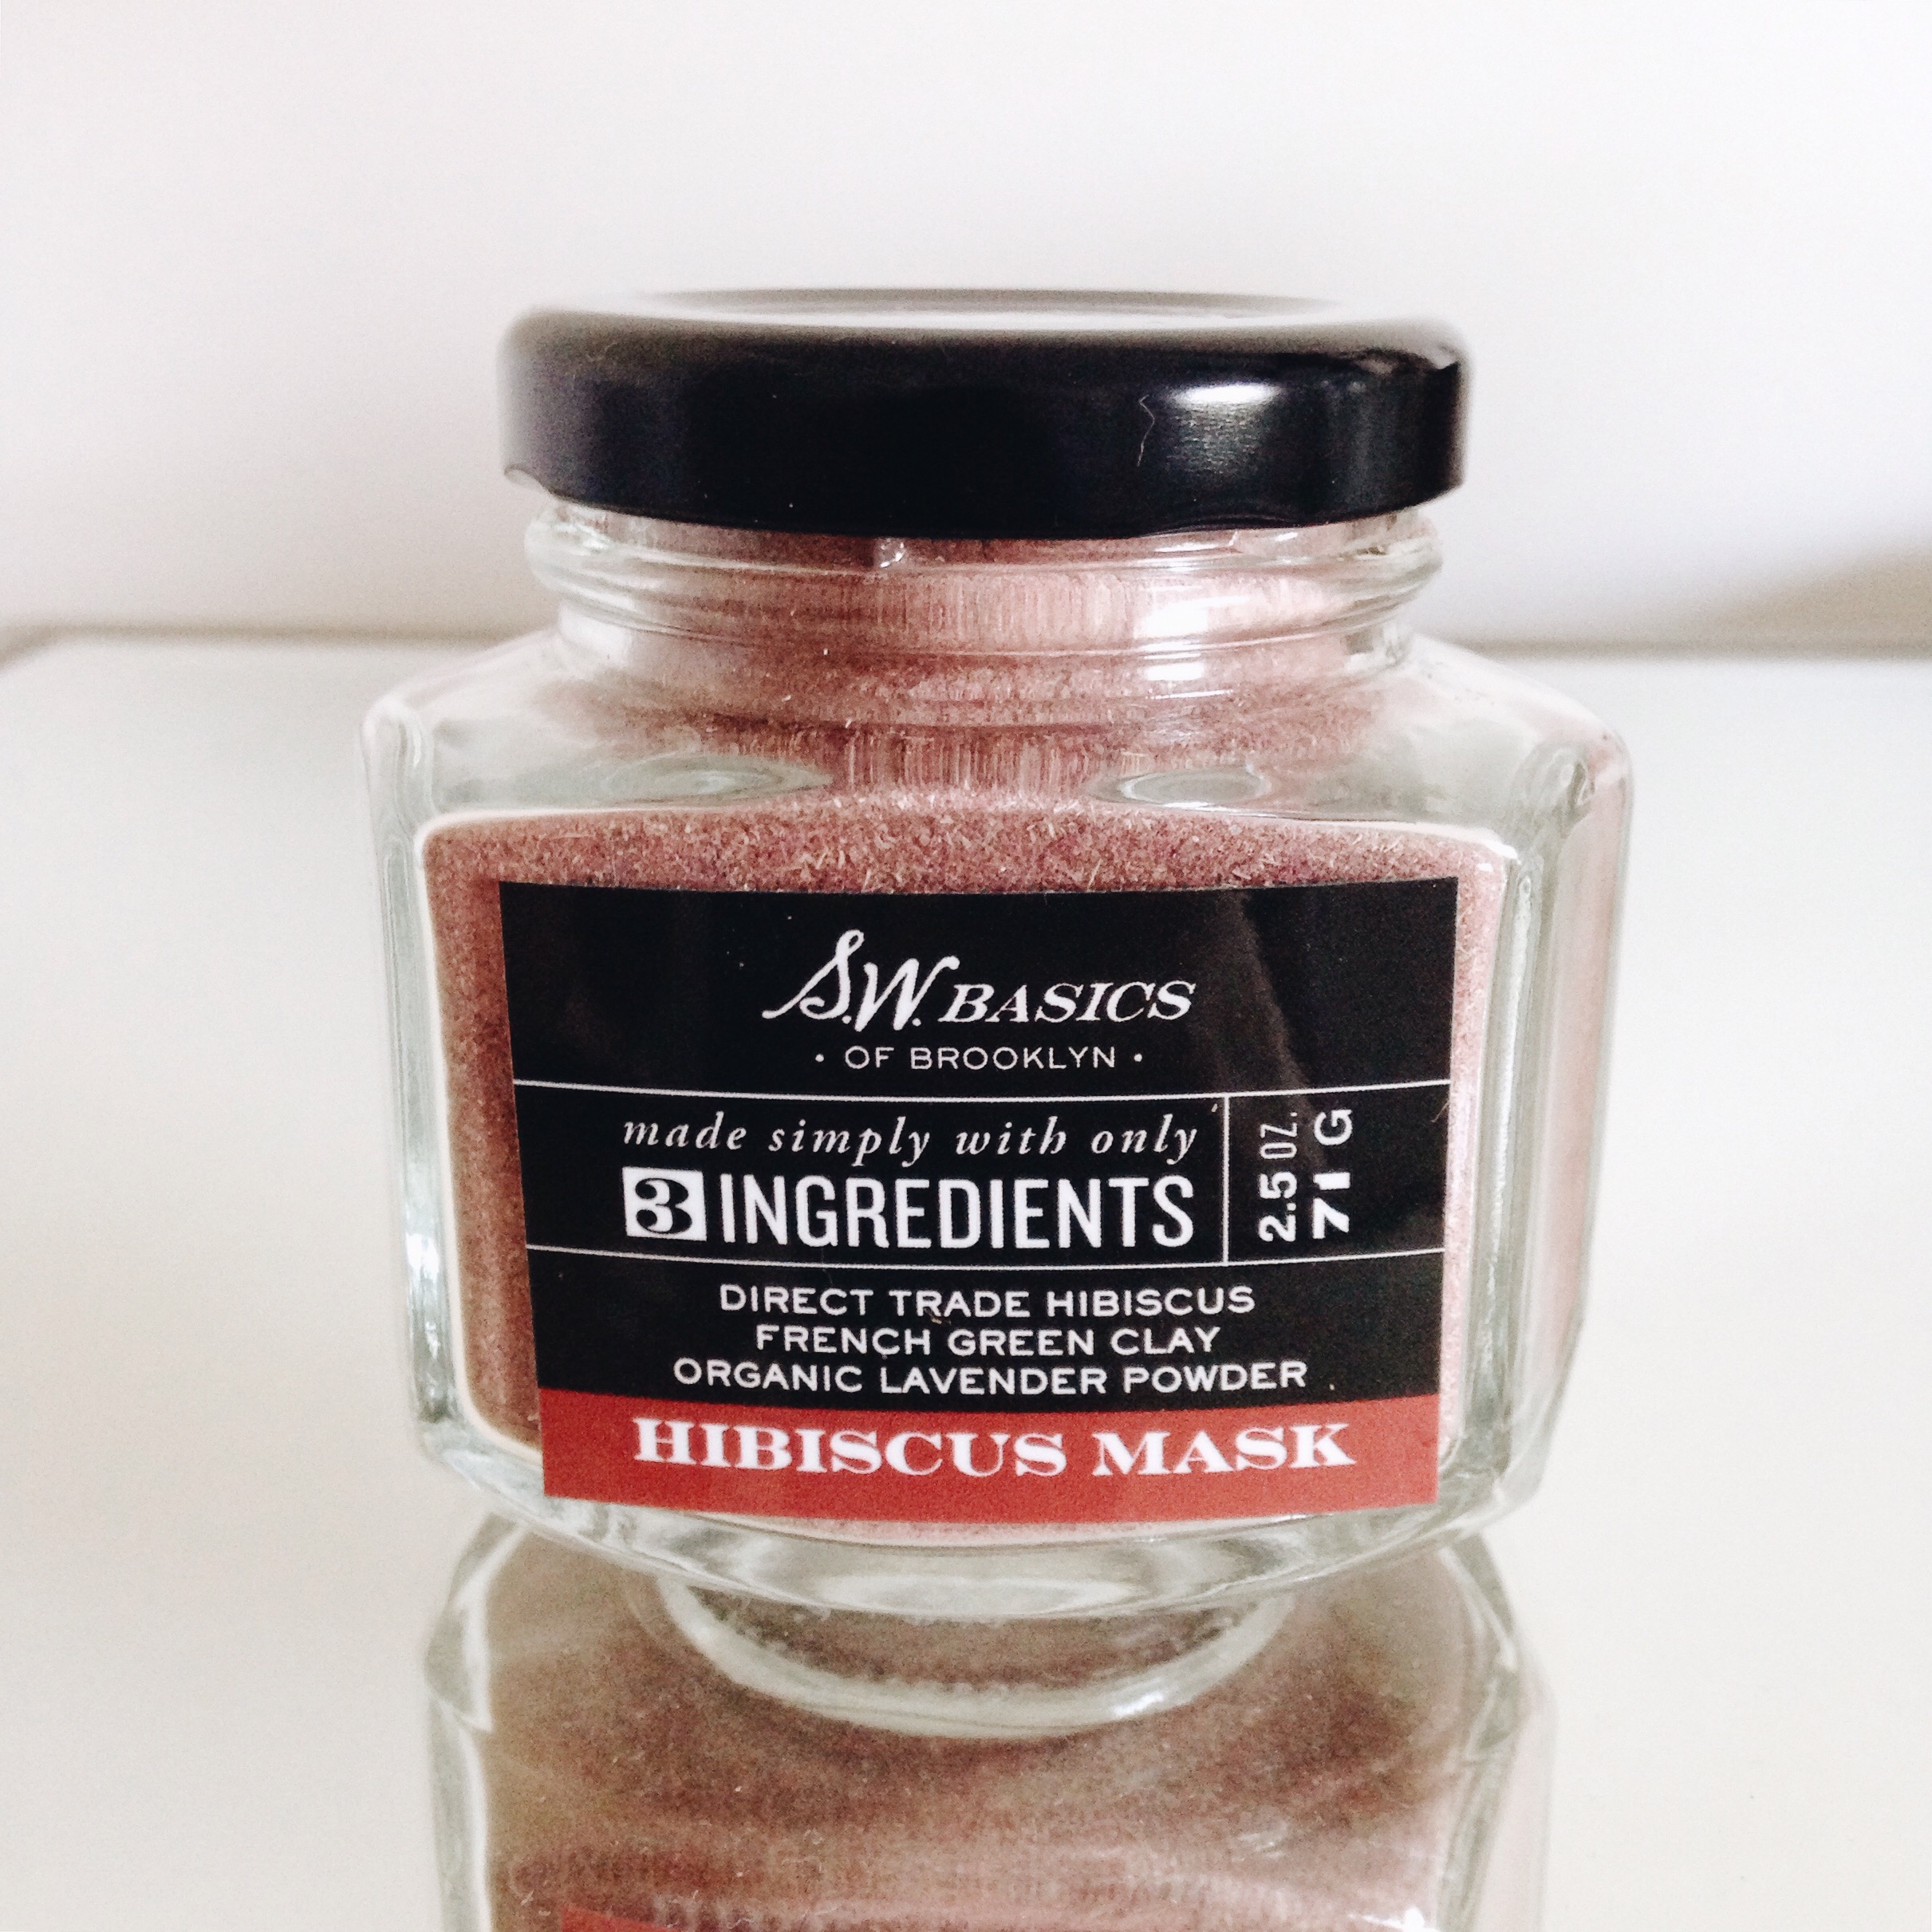 S.W. BASICS
• OF BROOKLYN •
made simply with only
3 INGREDIENTS
2.5 OZ.
71 G
DIRECT TRADE HIBISCUS
FRENCH GREEN CLAY
ORGANIC LAVENDER POWDER
HIBISCUS MASK